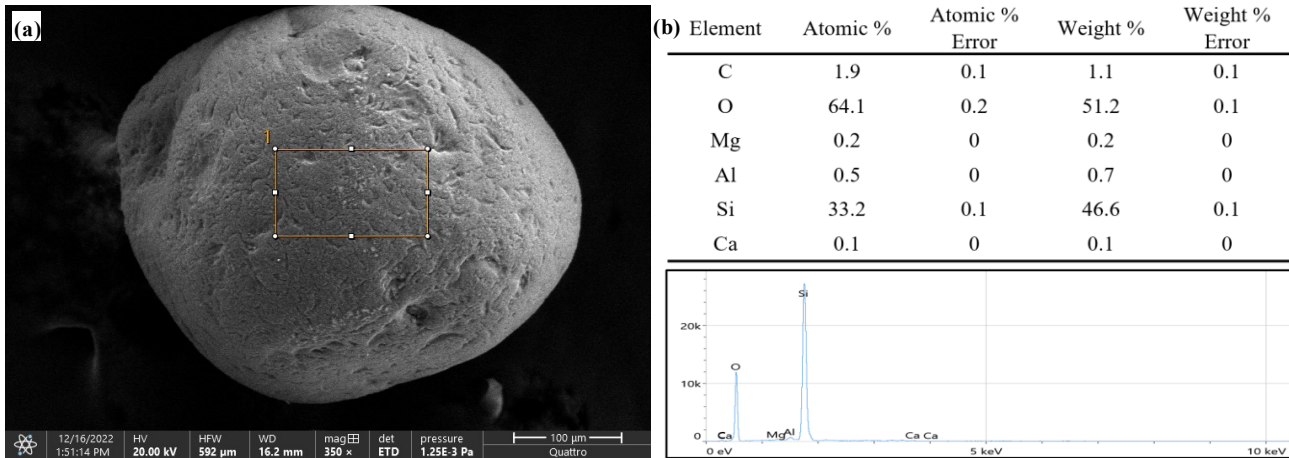 (a)
1
12/16/2022
1:51:14 PM
HV
20.00 kV
HFW
592 µm
WD
16.2 mm
mag
350 ×
det
ETD
pressure
1.25E-3 Pa
100 µm
Quattro
(b)
Element Atomic % Atomic % Error Weight % Weight % Error
C 1.9 0.1 1.1 0.1
O 64.1 0.2 51.2 0.1
Mg 0.2 0 0.2 0
Al 0.5 0 0.7 0
Si 33.2 0.1 46.6 0.1
Ca 0.1 0 0.1 0
Si
20k
O
10k
0
Ca
Mg Al
Ca Ca
0 eV 5 keV 10 keV